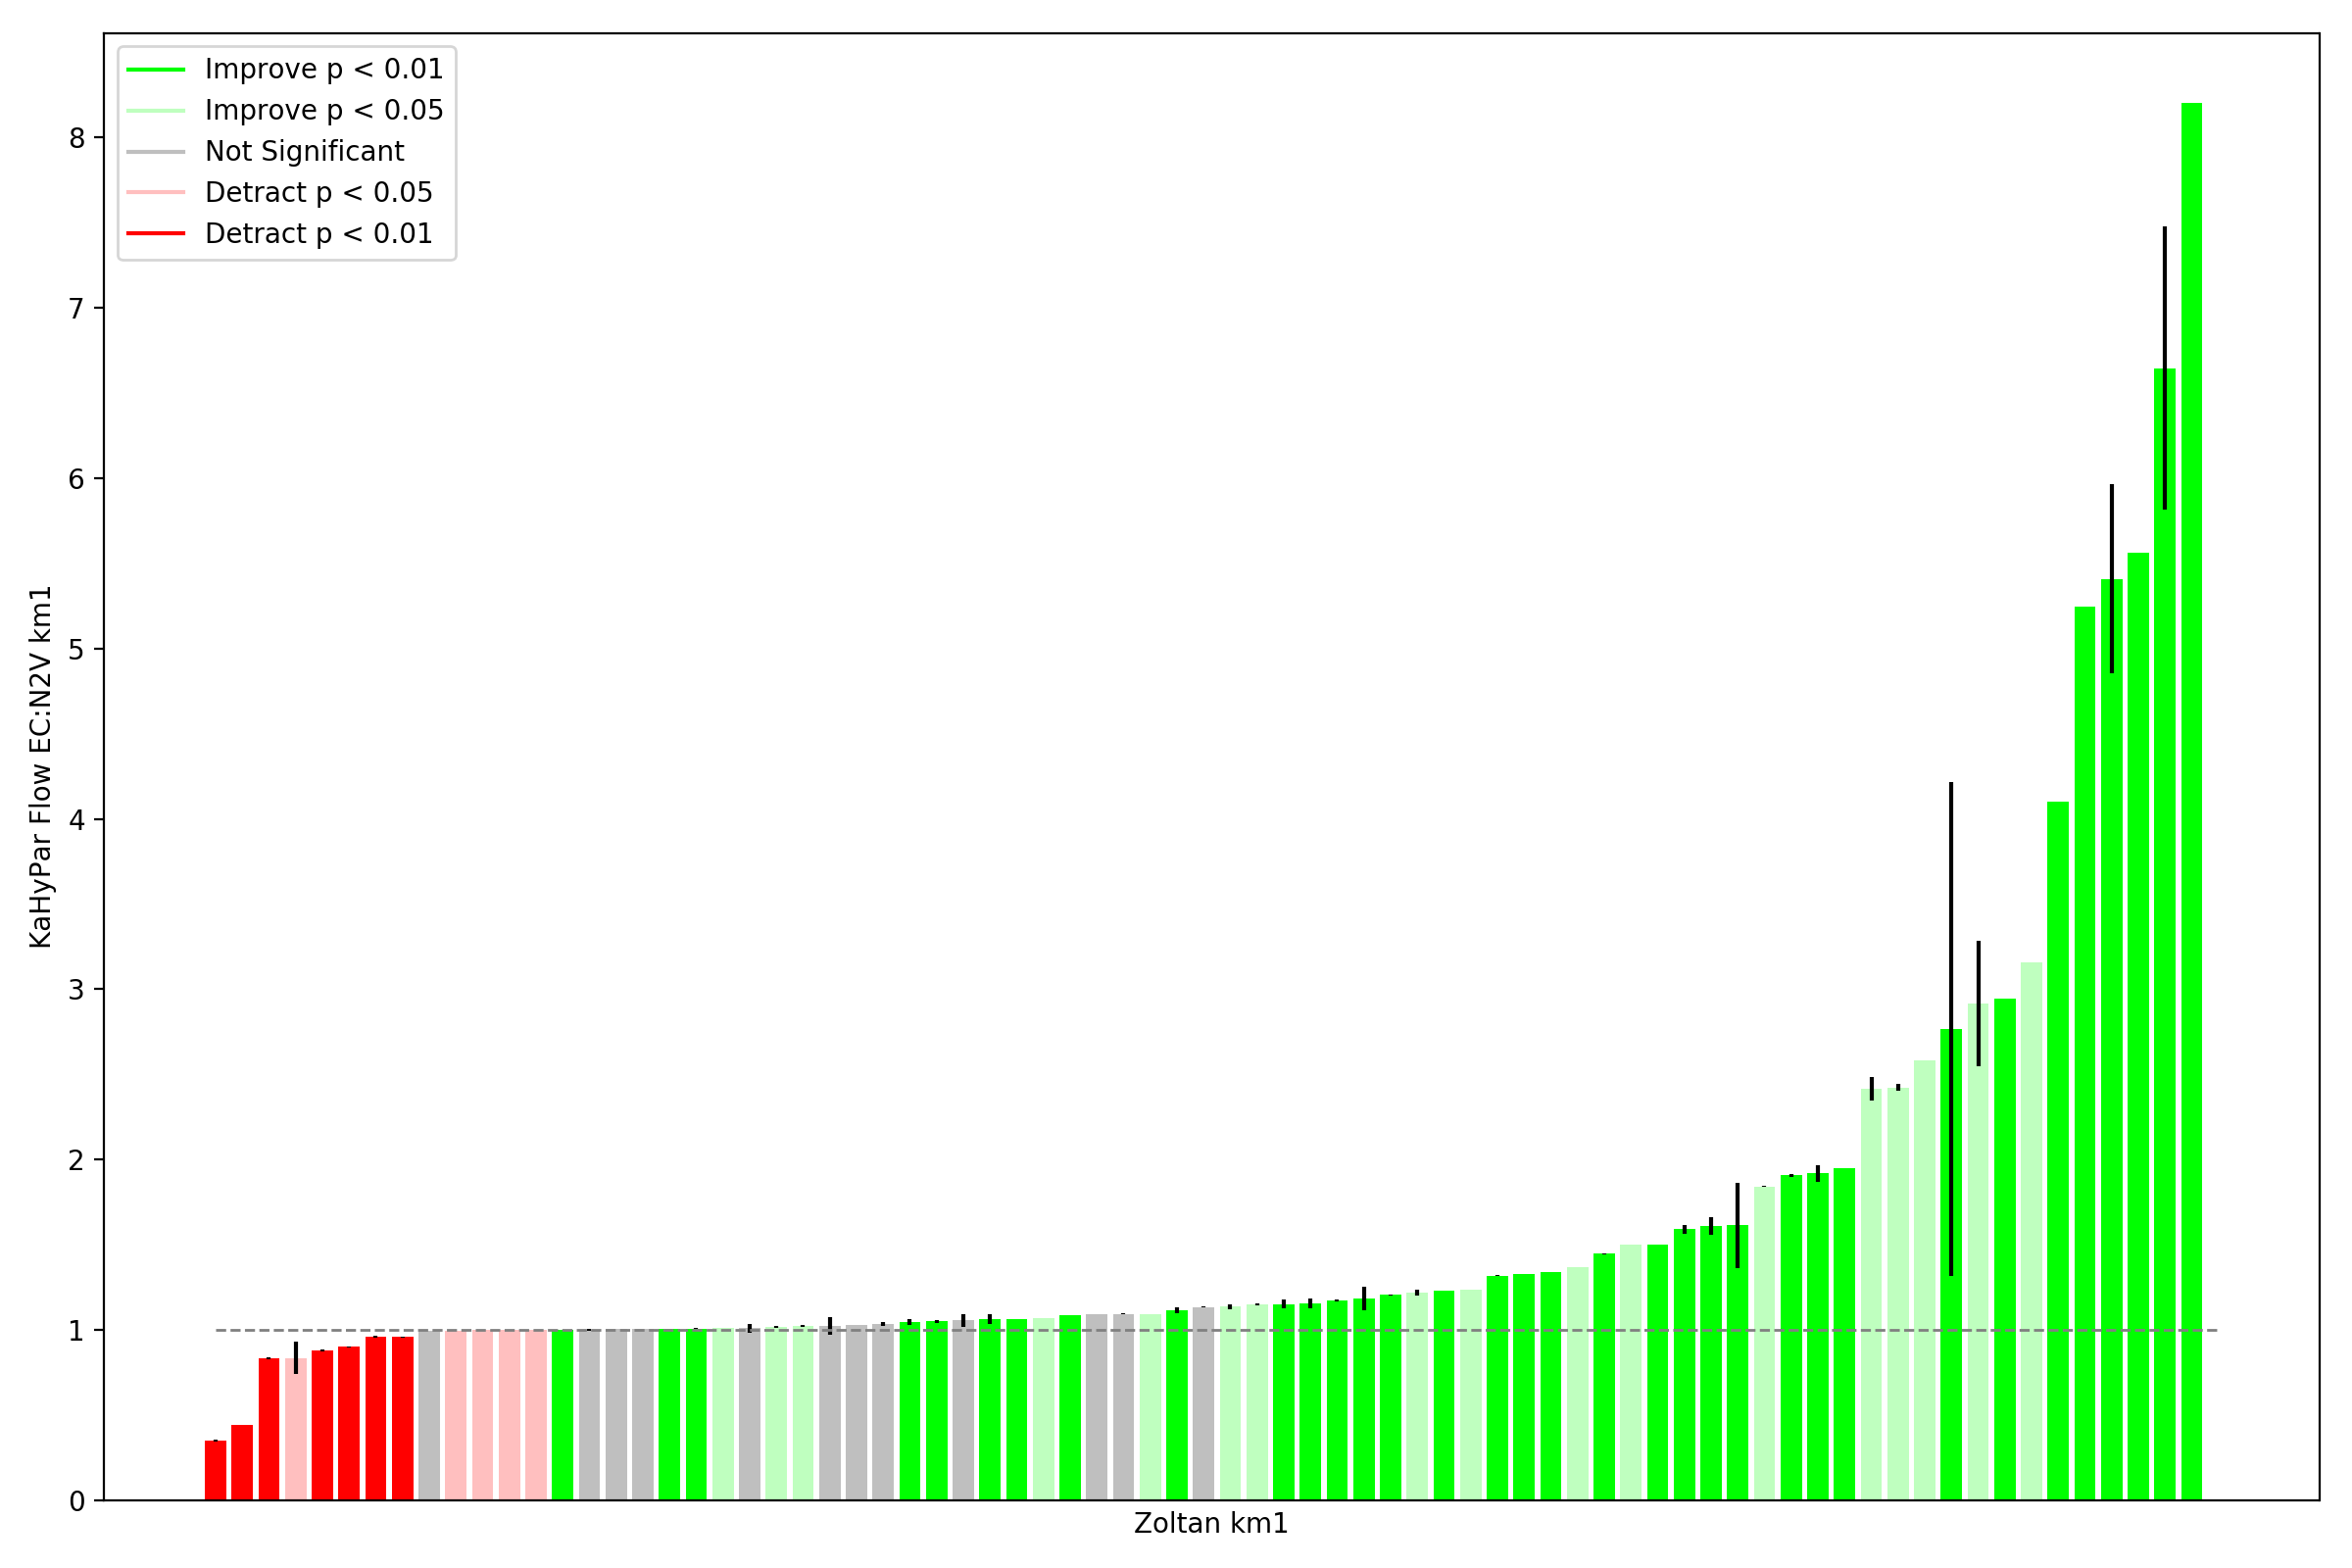 Improve p < 0.01
Improve p < 0.05
Not Significant
Detract p < 0.05
Detract p < 0.01
8
7
6
5
4
3
2
1
0
KaHyPar Flow EC:N2V km1
Zoltan km1